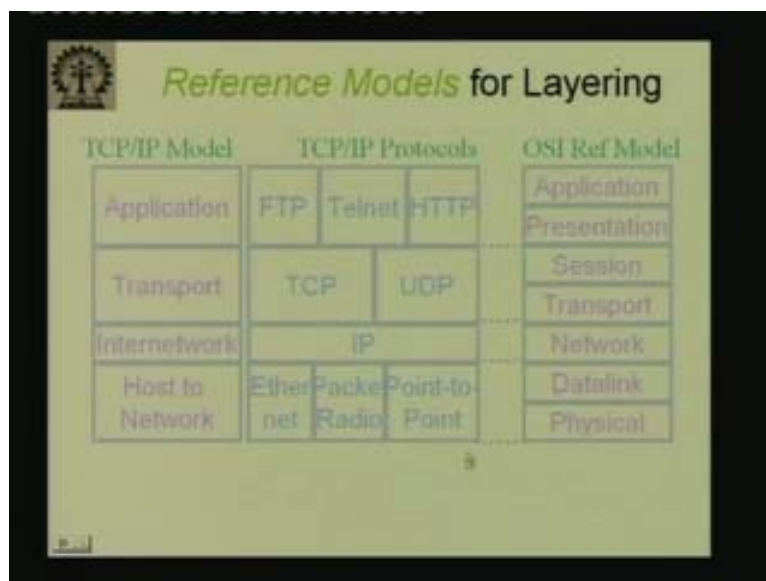 Reference Models for Layering
TCP/IP Model
TCP/IP Protocols
OSI Ref Model
Application
FTP
Telnet
HTTP
Application
Presentation
Transport
TCP
UDP
Session
Transport
Internetwork
IP
Network
Host to
Network
Ether
net
Packe
Radio
Point-to-
Point
Datalink
Physical